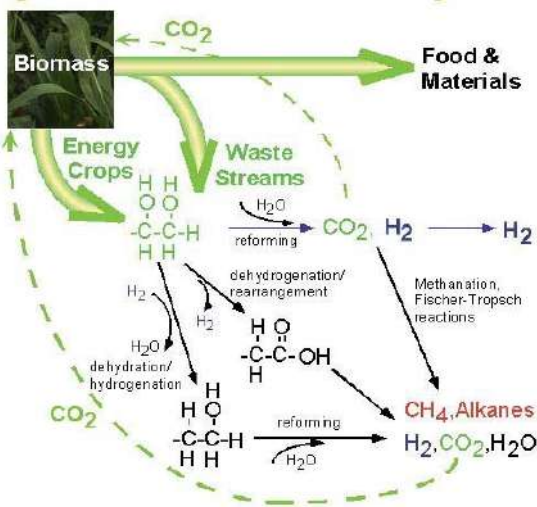 CO2
Biomass
Food &
Materials
Energy
Crops
Waste
Streams
H H
O O
-C-C-H
H H
H2O
reforming
CO2, H2
H2
dehydrogenation/
rearrangement
H2
H2
H2O
dehydration/
hydrogenation
Methanation,
Fischer-Tropsch
reactions
H O
-C-C-OH
H
CO2
H
H O
-C-C-H
H H
reforming
H2O
CH4,Alkanes
H2,CO2,H2O